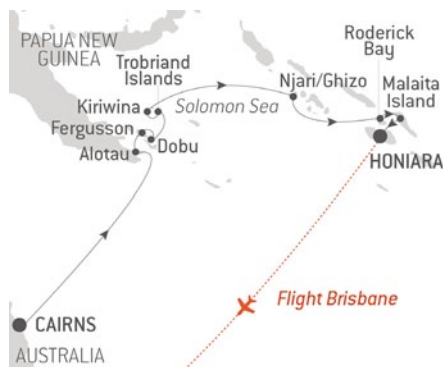 PAPUA NEW
GUINEA
Trobriand
Islands
Kiriwina
Solomon Sea
Fergusson
Dobu
Alotau
Njari/Ghizo
Roderick
Bay
Malaita
Island
HONIARA
Flight Brisbane
CAIRNS
AUSTRALIA